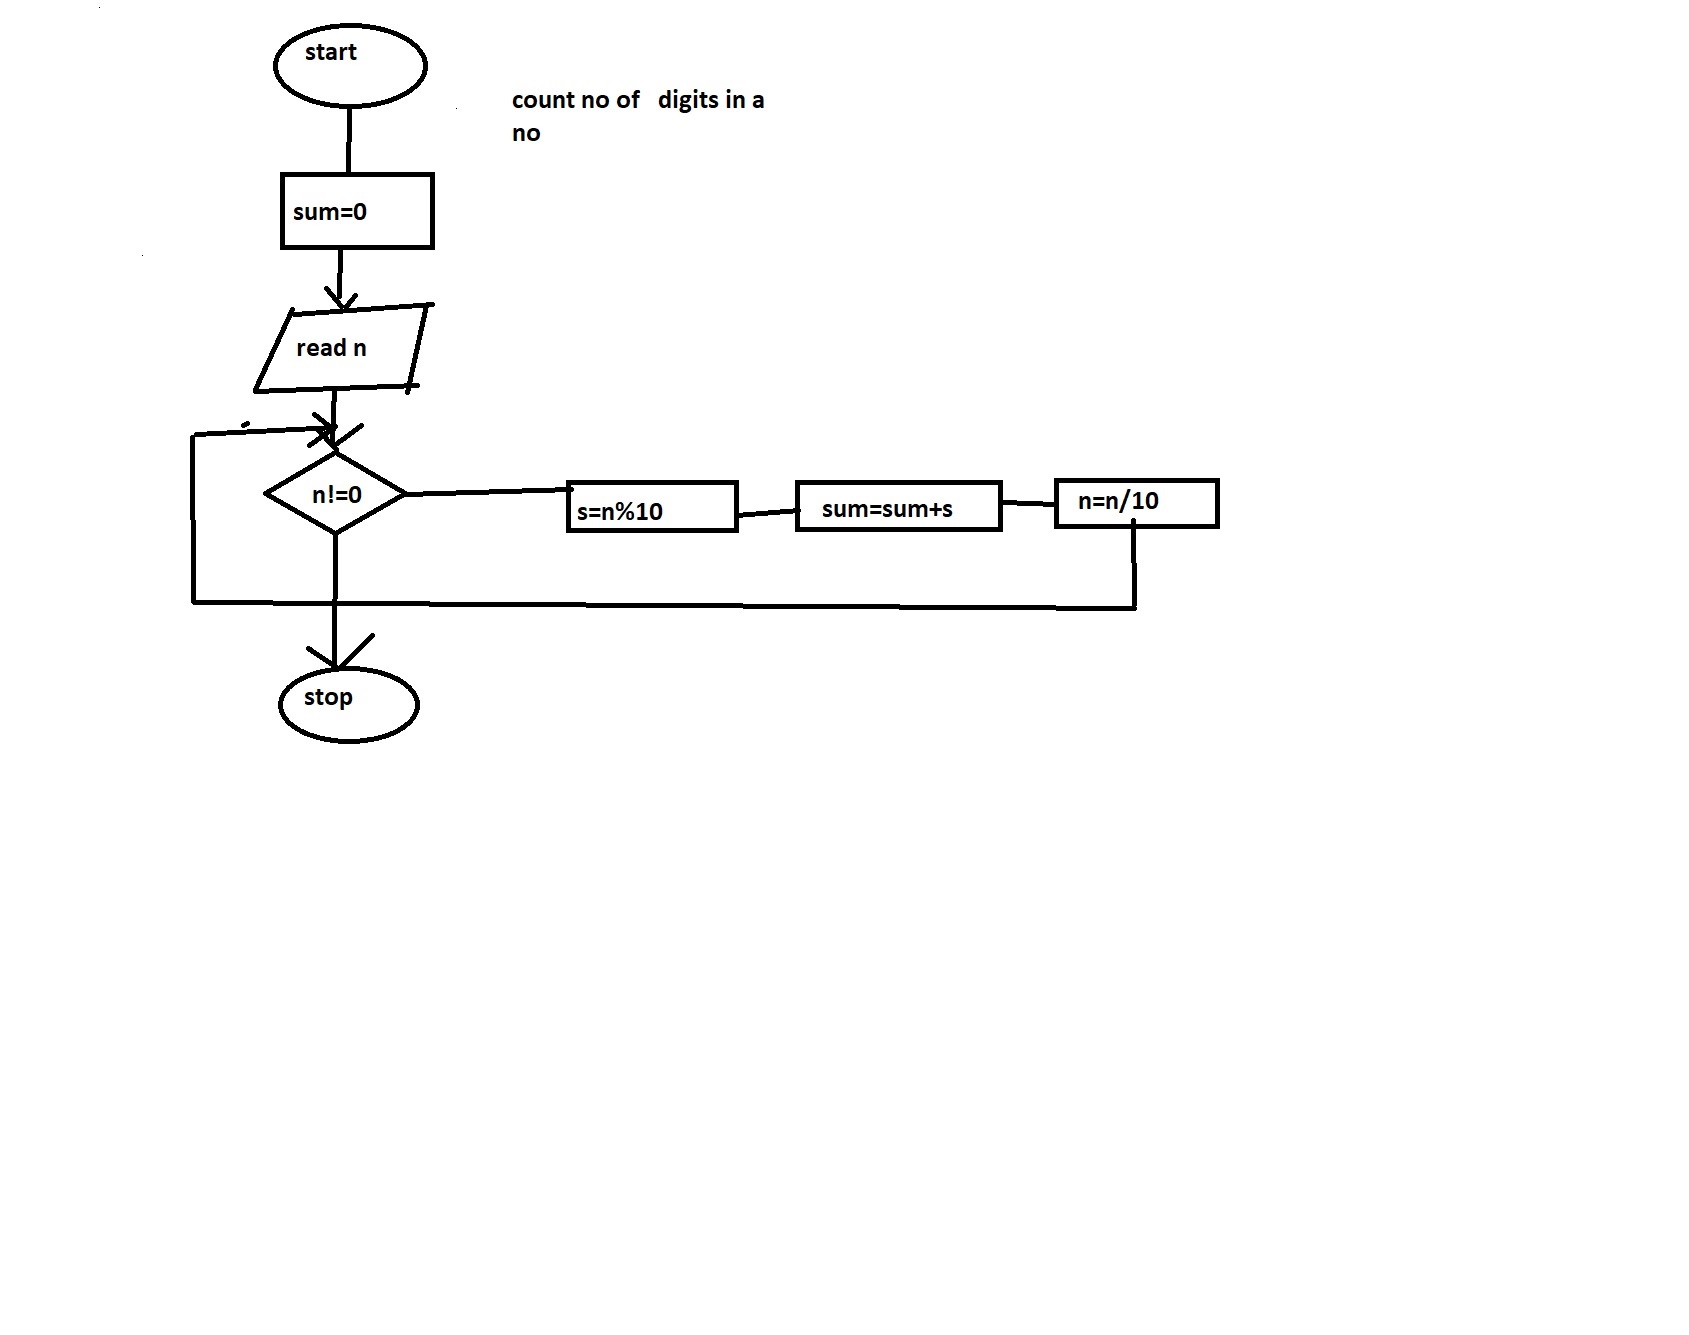 start
count no of   digits in a
no
sum=0
read n
n!=0
s=n%10
sum=sum+s
n=n/10
stop